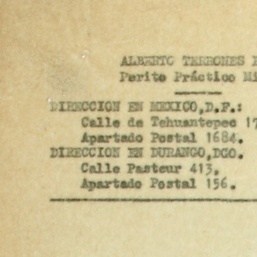 ALBERTO TERRONES
Perito Práctico
DIRECCION EN MEXICO,D.F.:
Calle de Tehuantepec 17
Apartado Postal 1684.
DIRECCION EN DURANGO,DGO.
Calle Pasteur 413.
Apartado Postal 156.